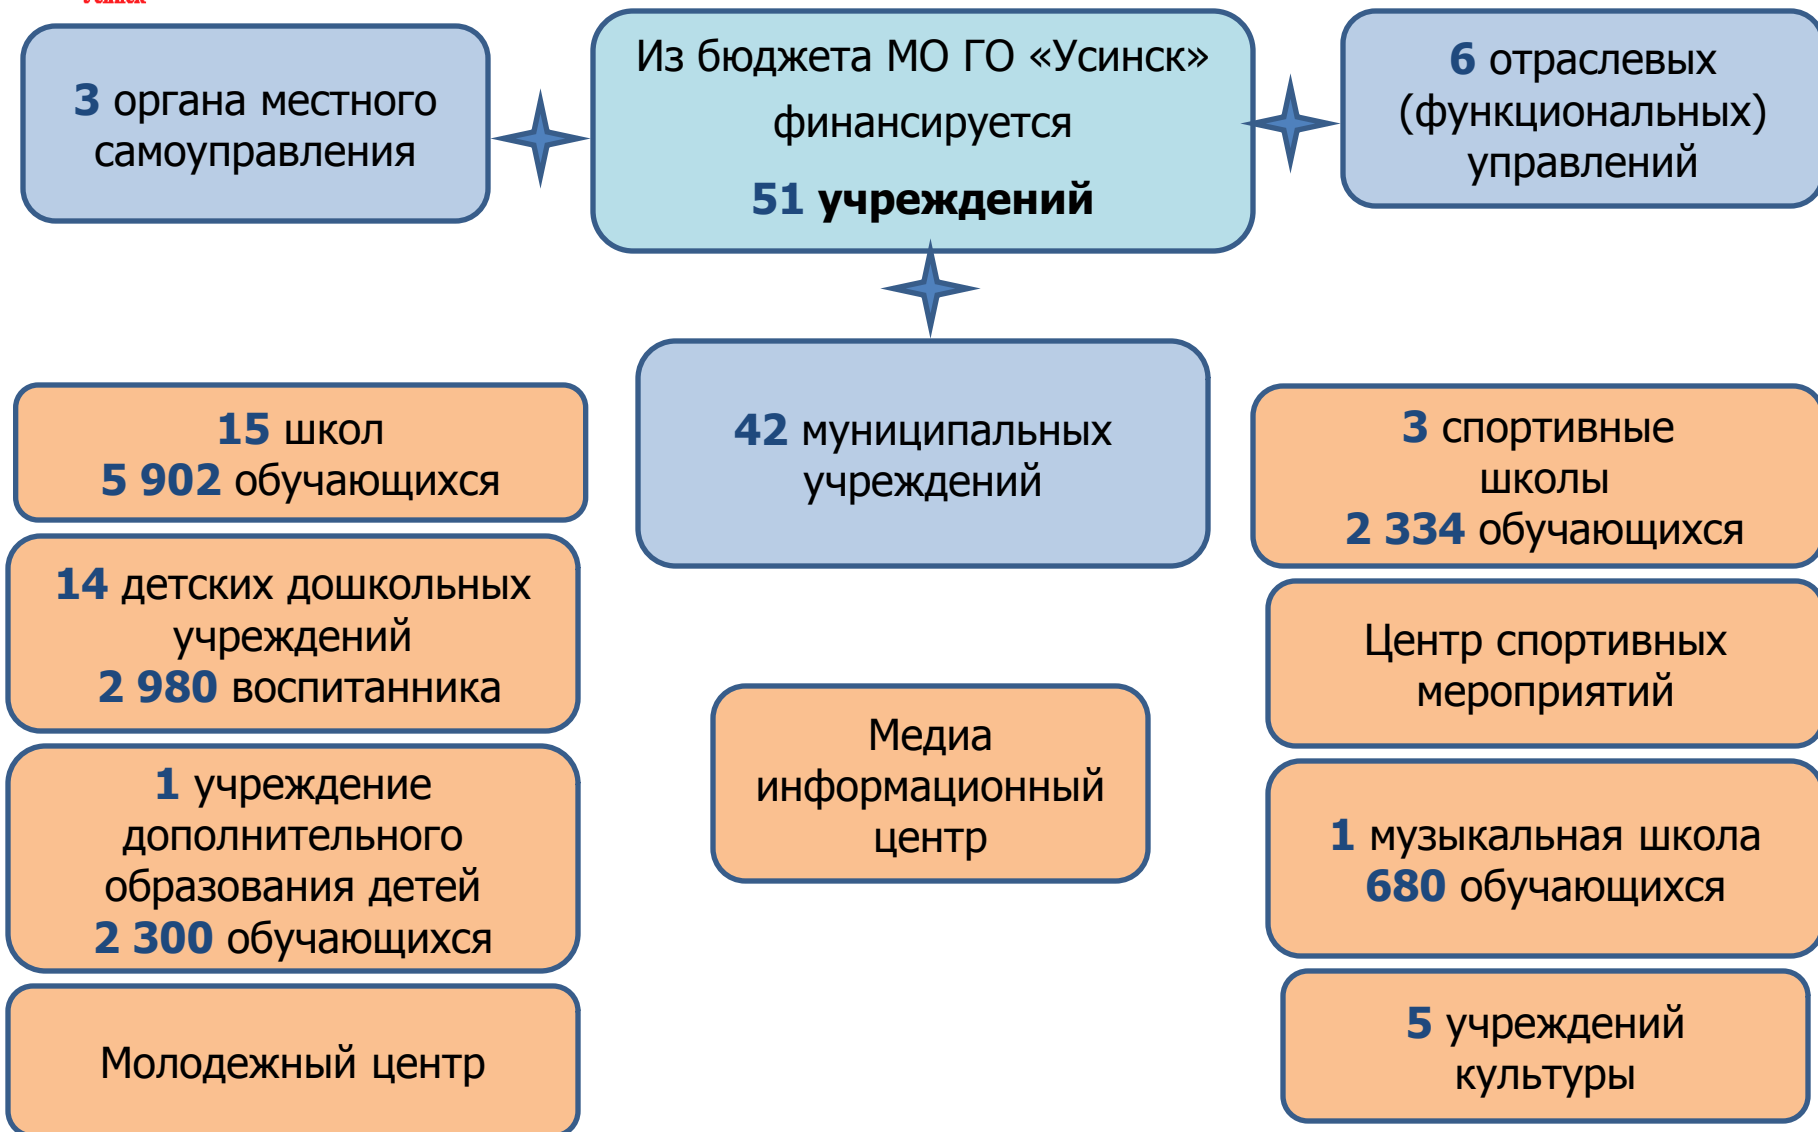 Усинск
3 органа местного
самоуправления
Из бюджета МО ГО «Усинск»
финансируется
51 учреждений
6 отраслевых
(функциональных)
управлений
42 муниципальных
учреждений
15 школ
5 902 обучающихся
14 детских дошкольных
учреждений
2 980 воспитанника
1 учреждение
дополнительного
образования детей
2 300 обучающихся
Молодежный центр
Медиа
информационный
центр
3 спортивные
школы
2 334 обучающихся
Центр спортивных
мероприятий
1 музыкальная школа
680 обучающихся
5 учреждений
культуры